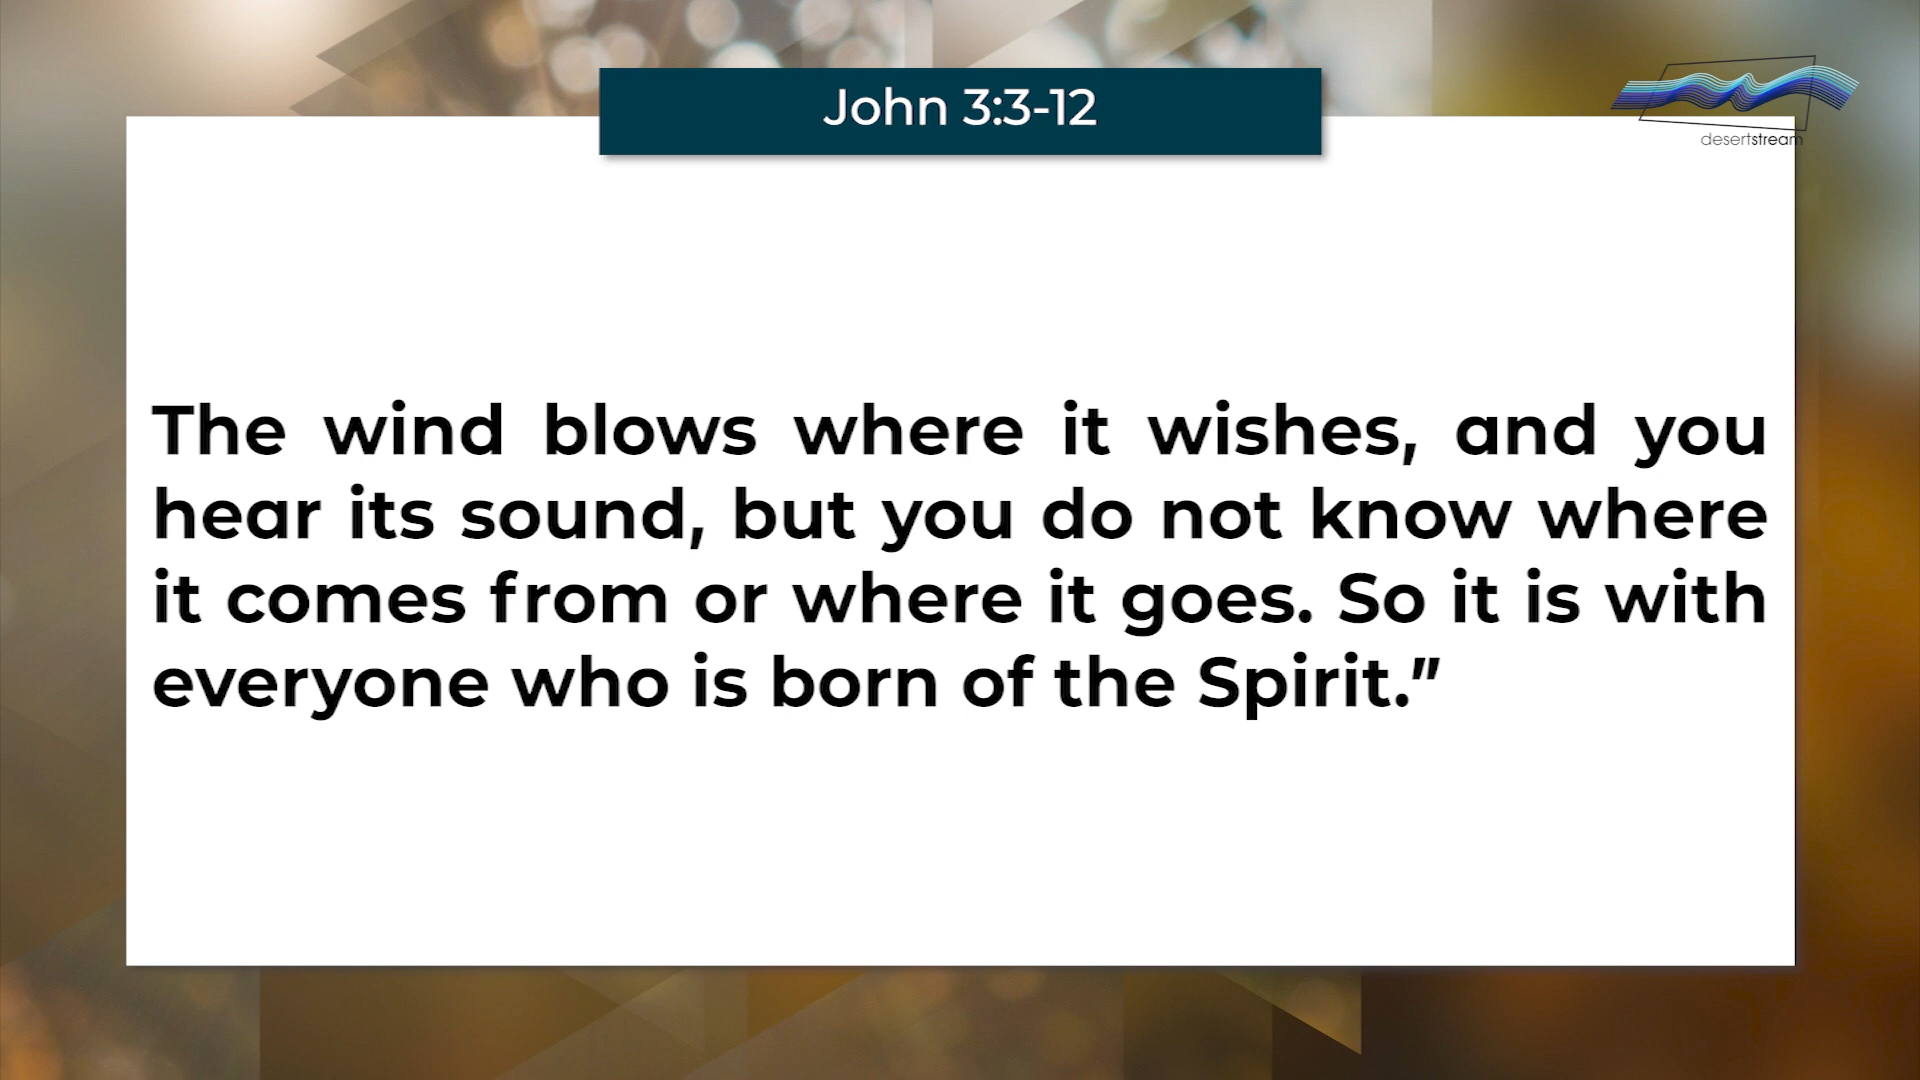 John 3:3-12
desertstream
The wind blows where it wishes, and you
hear its sound, but you do not know where
it comes from or where it goes. So it is with
everyone who is born of the Spirit.”